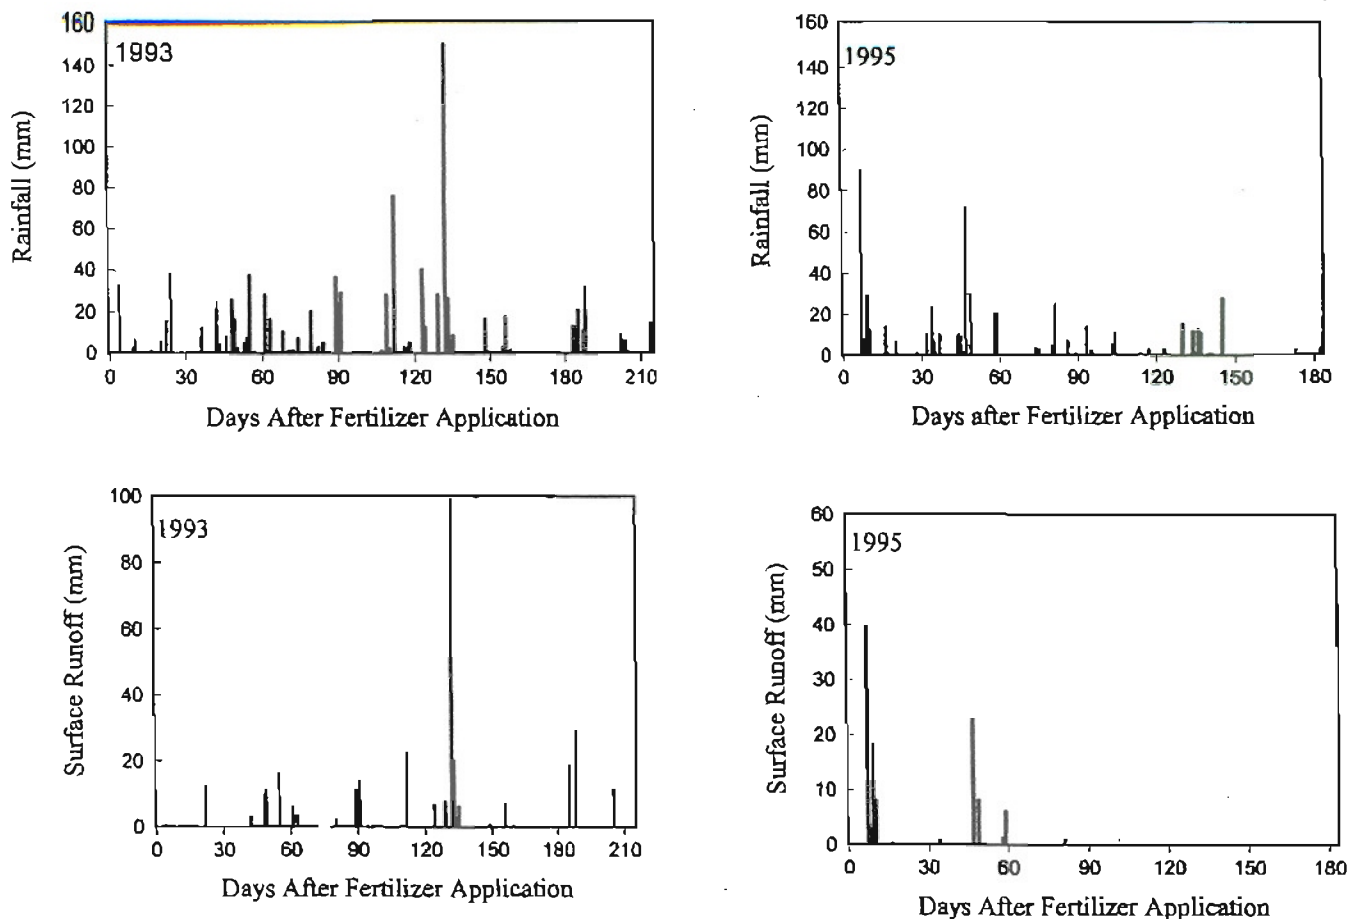 160
140
120
100
80
60
40
20
0
1993
Rainfall (mm)
0 30 60 90 120 150 180 210
Days After Fertilizer Application
160
140
120
100
80
60
40
20
0
1995
Rainfall (mm)
0 30 60 90 120 150 180
Days after Fertilizer Application
100
80
60
40
20
0
1993
Surface Runoff (mm)
0 30 60 90 120 150 180 210
Days After Fertilizer Application
60
50
40
30
20
10
0
1995
Surface Runoff (mm)
0 30 60 90 120 150 180
Days After Fertilizer Application